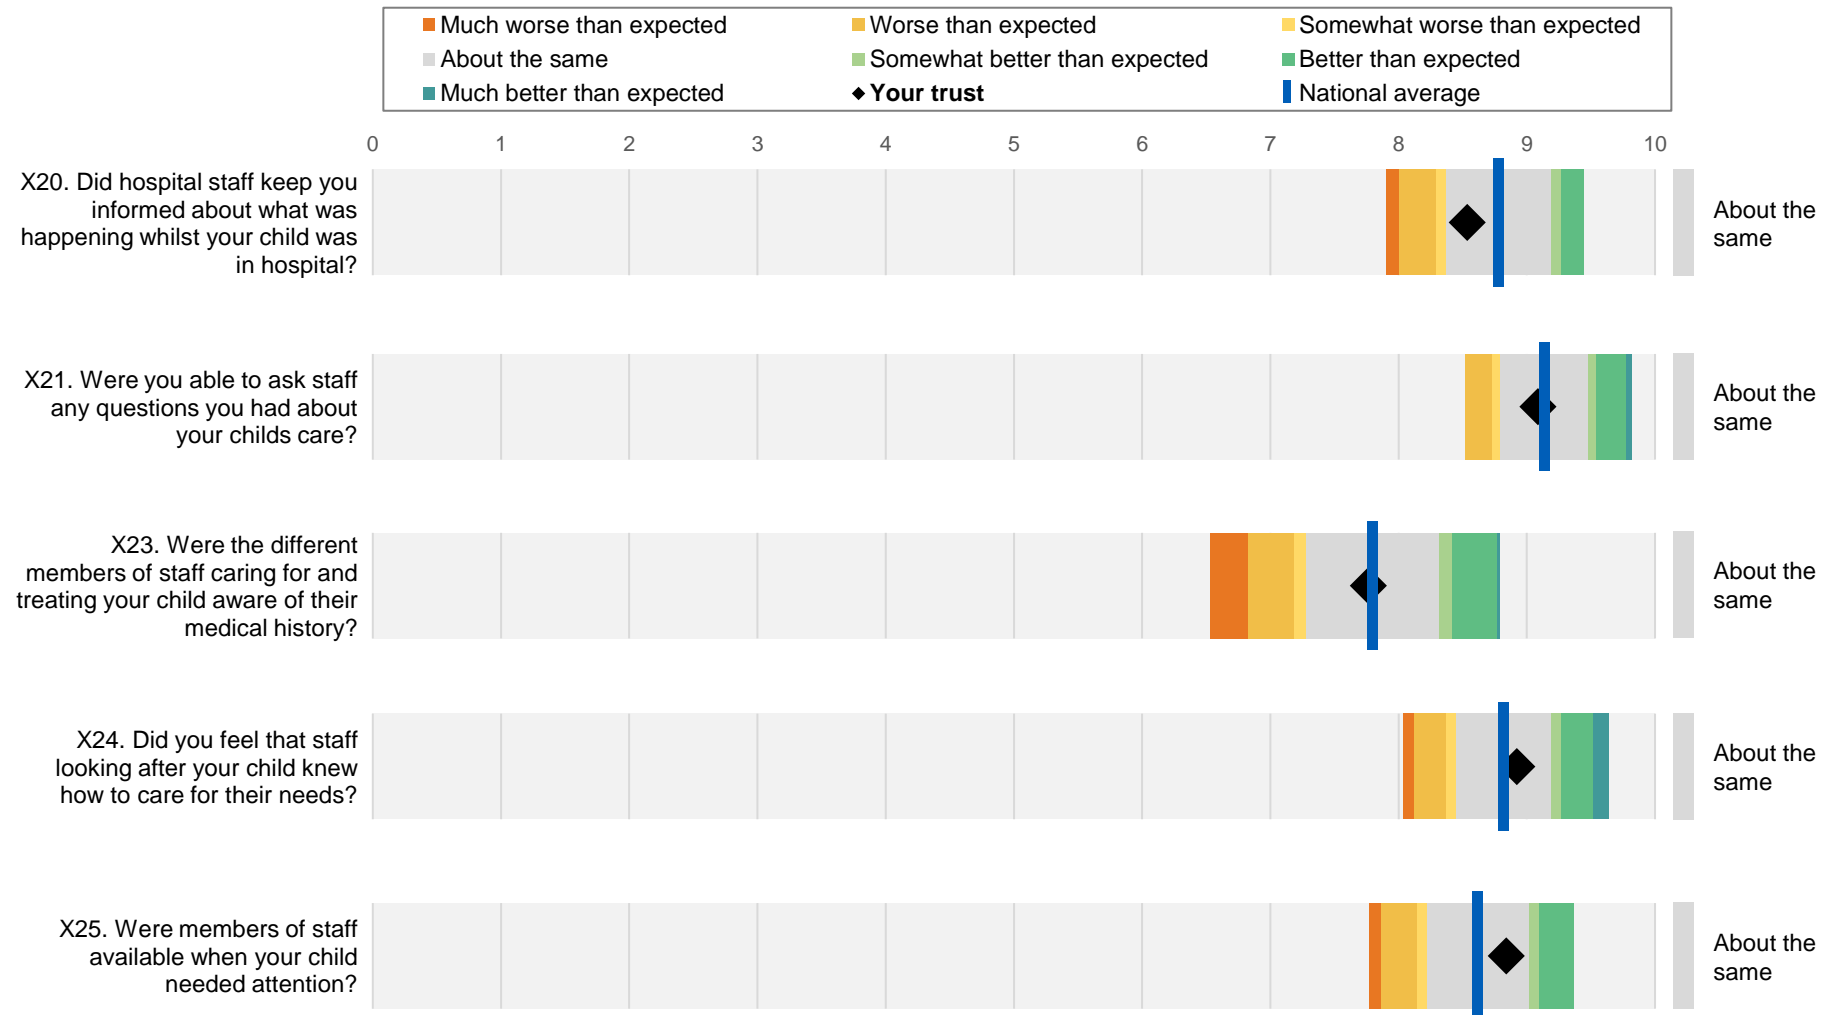 Much worse than expected
Worse than expected
Somewhat worse than expected
About the same
Somewhat better than expected
Better than expected
Much better than expected
Your trust
National average
0 1 2 3 4 5 6 7 8 9 10
X20. Did hospital staff keep you
informed about what was
happening whilst your child was
in hospital?
About the
same
X21. Were you able to ask staff
any questions you had about
your childs care?
About the
same
X23. Were the different
members of staff caring for and
treating your child aware of their
medical history?
About the
same
X24. Did you feel that staff
looking after your child knew
how to care for their needs?
About the
same
X25. Were members of staff
available when your child
needed attention?
About the
same